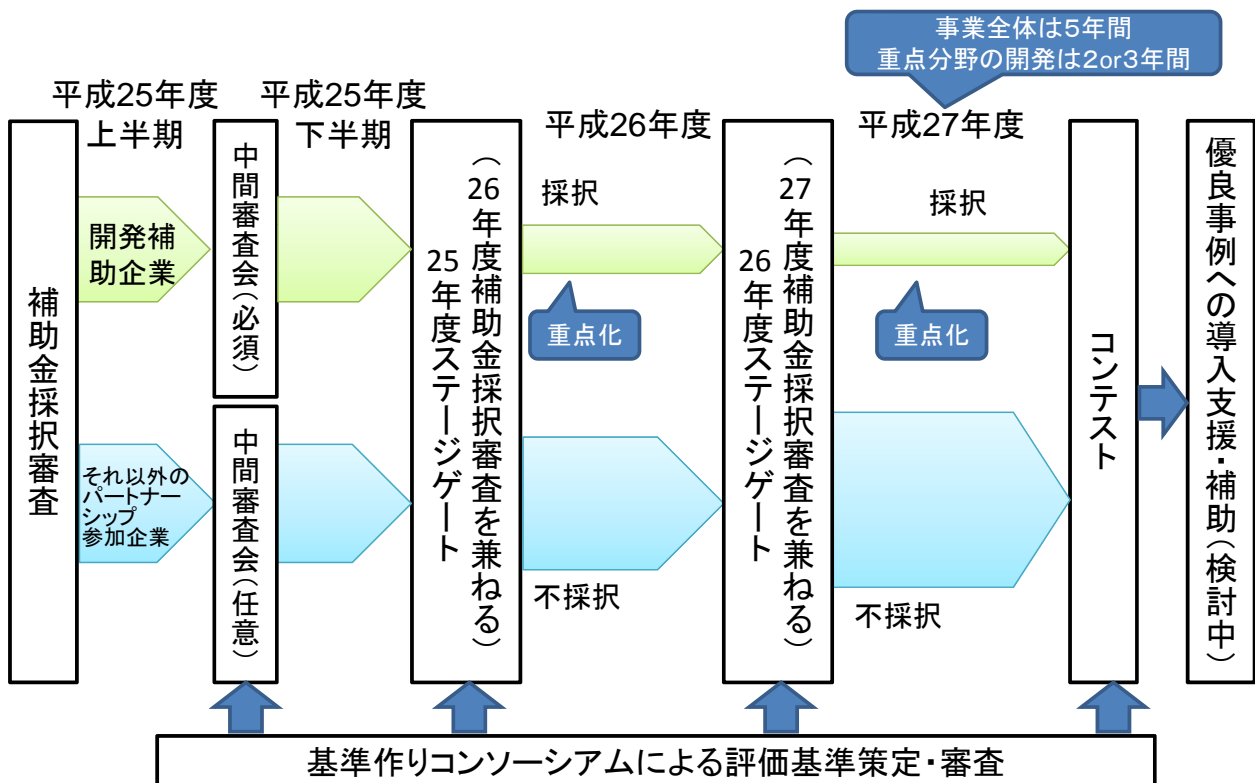 事業全体は5年間
重点分野の開発は2or3年間
平成25年度
上半期
平成25年度
下半期
平成26年度
平成27年度
補助金採択審査
開発補
助企業
それ以外の
パートナー
シップ
参加企業
中間審査会(必須)
中間審査会(任意)
(26年度補助金採択審査を兼ねる)
25年度ステージゲート
採択
重点化
不採択
(27年度補助金採択審査を兼ねる)
26年度ステージゲート
採択
重点化
不採択
コンテスト
優良事例への導入支援・補助(検討中)
基準作りコンソーシアムによる評価基準策定・審査